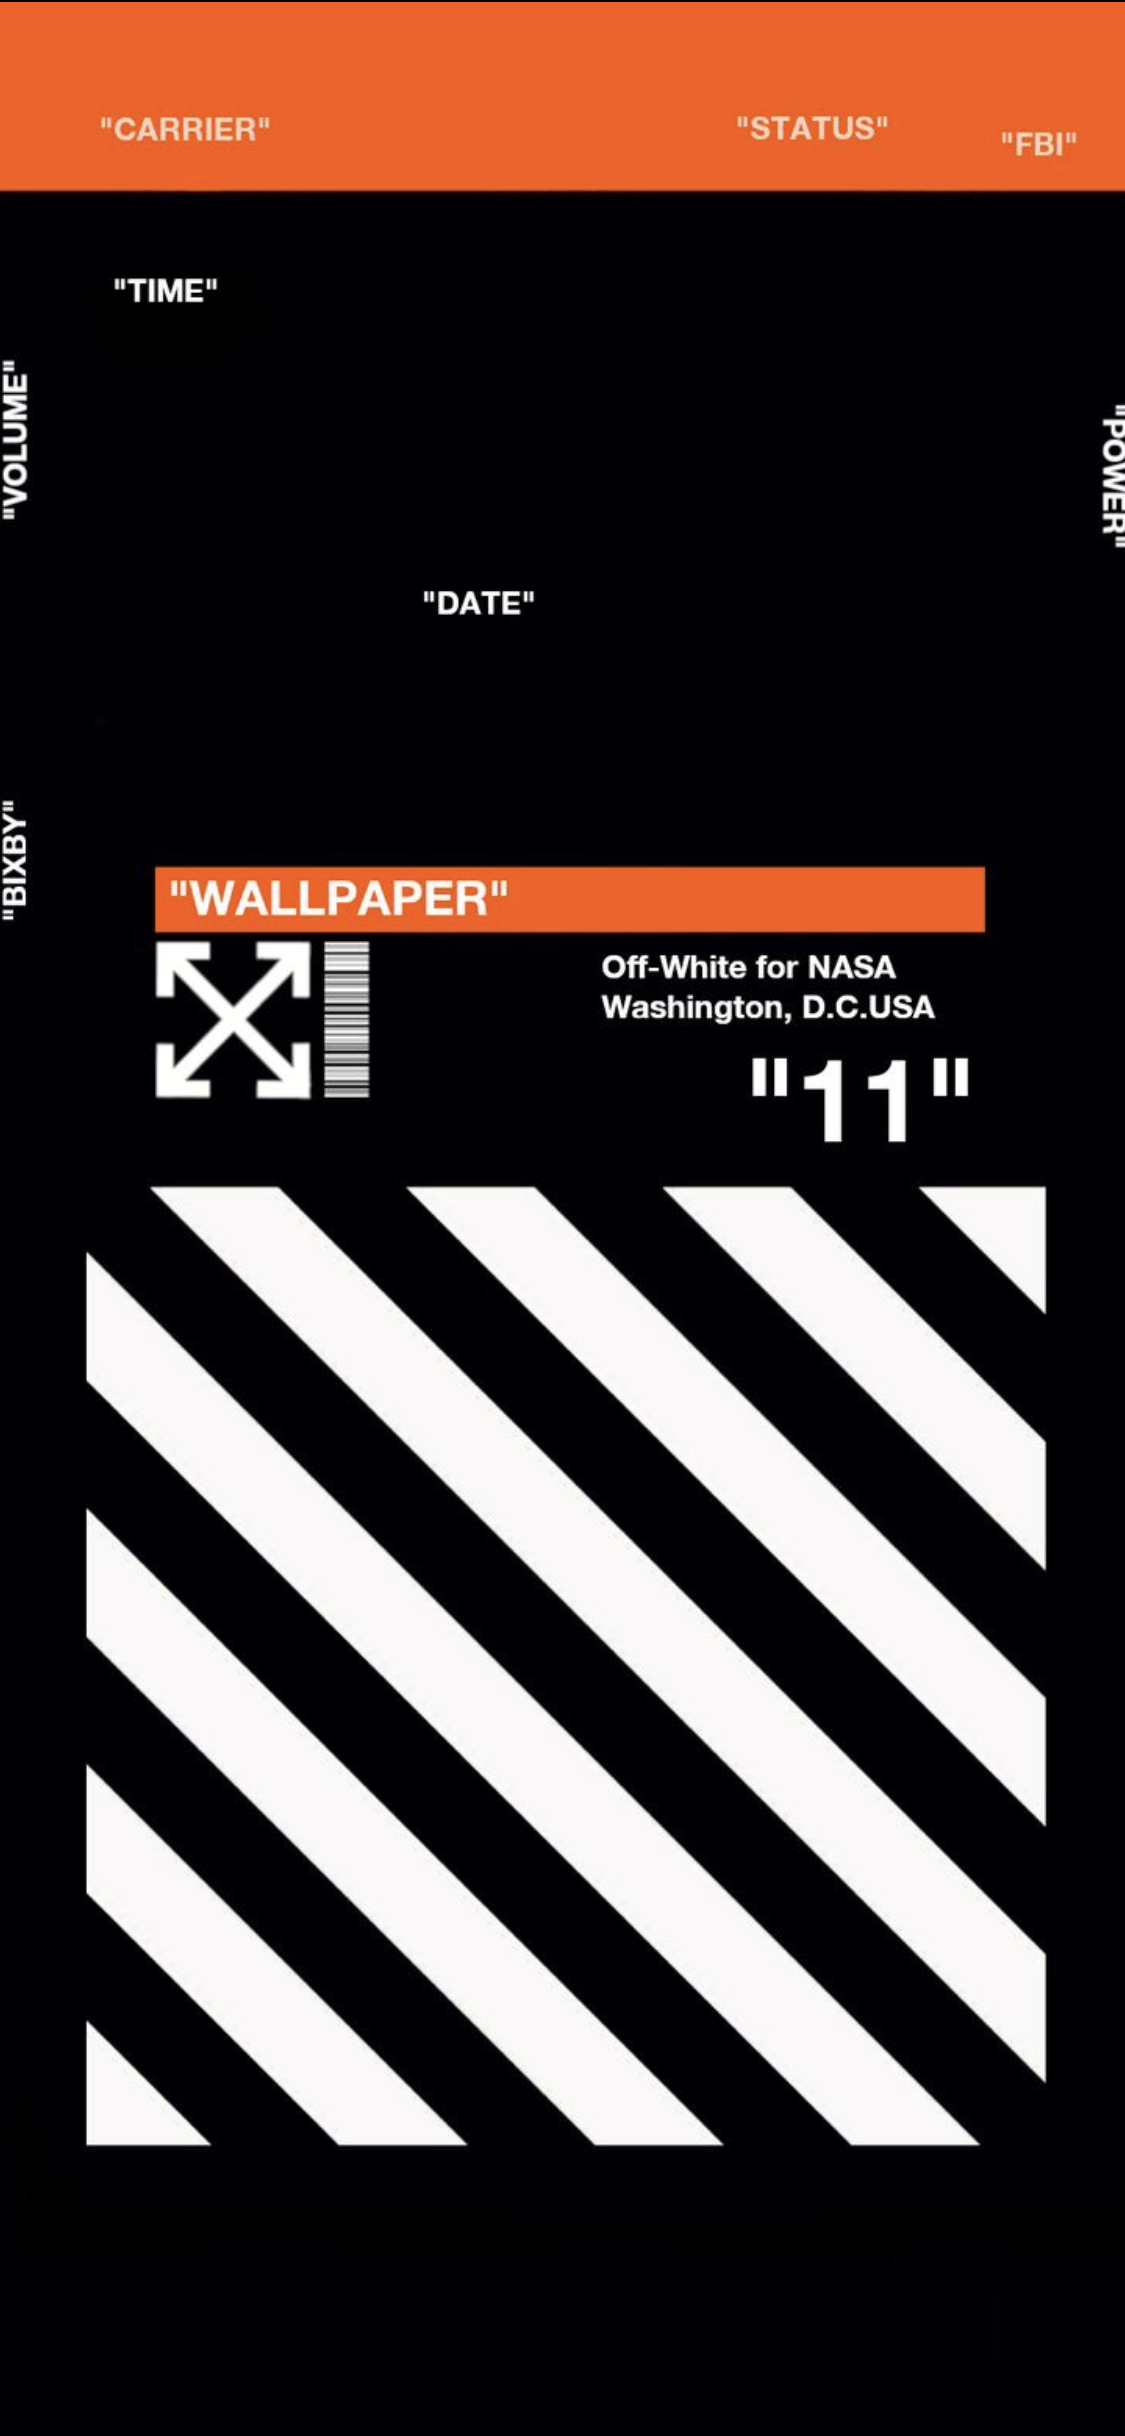 "CARRIER"
"STATUS"
"FBI"
"TIME"
"VOLUME"
"POWER"
"DATE"
"BIXBY"
"WALLPAPER"
Off-White for NASA
Washington, D.C.USA
"11"